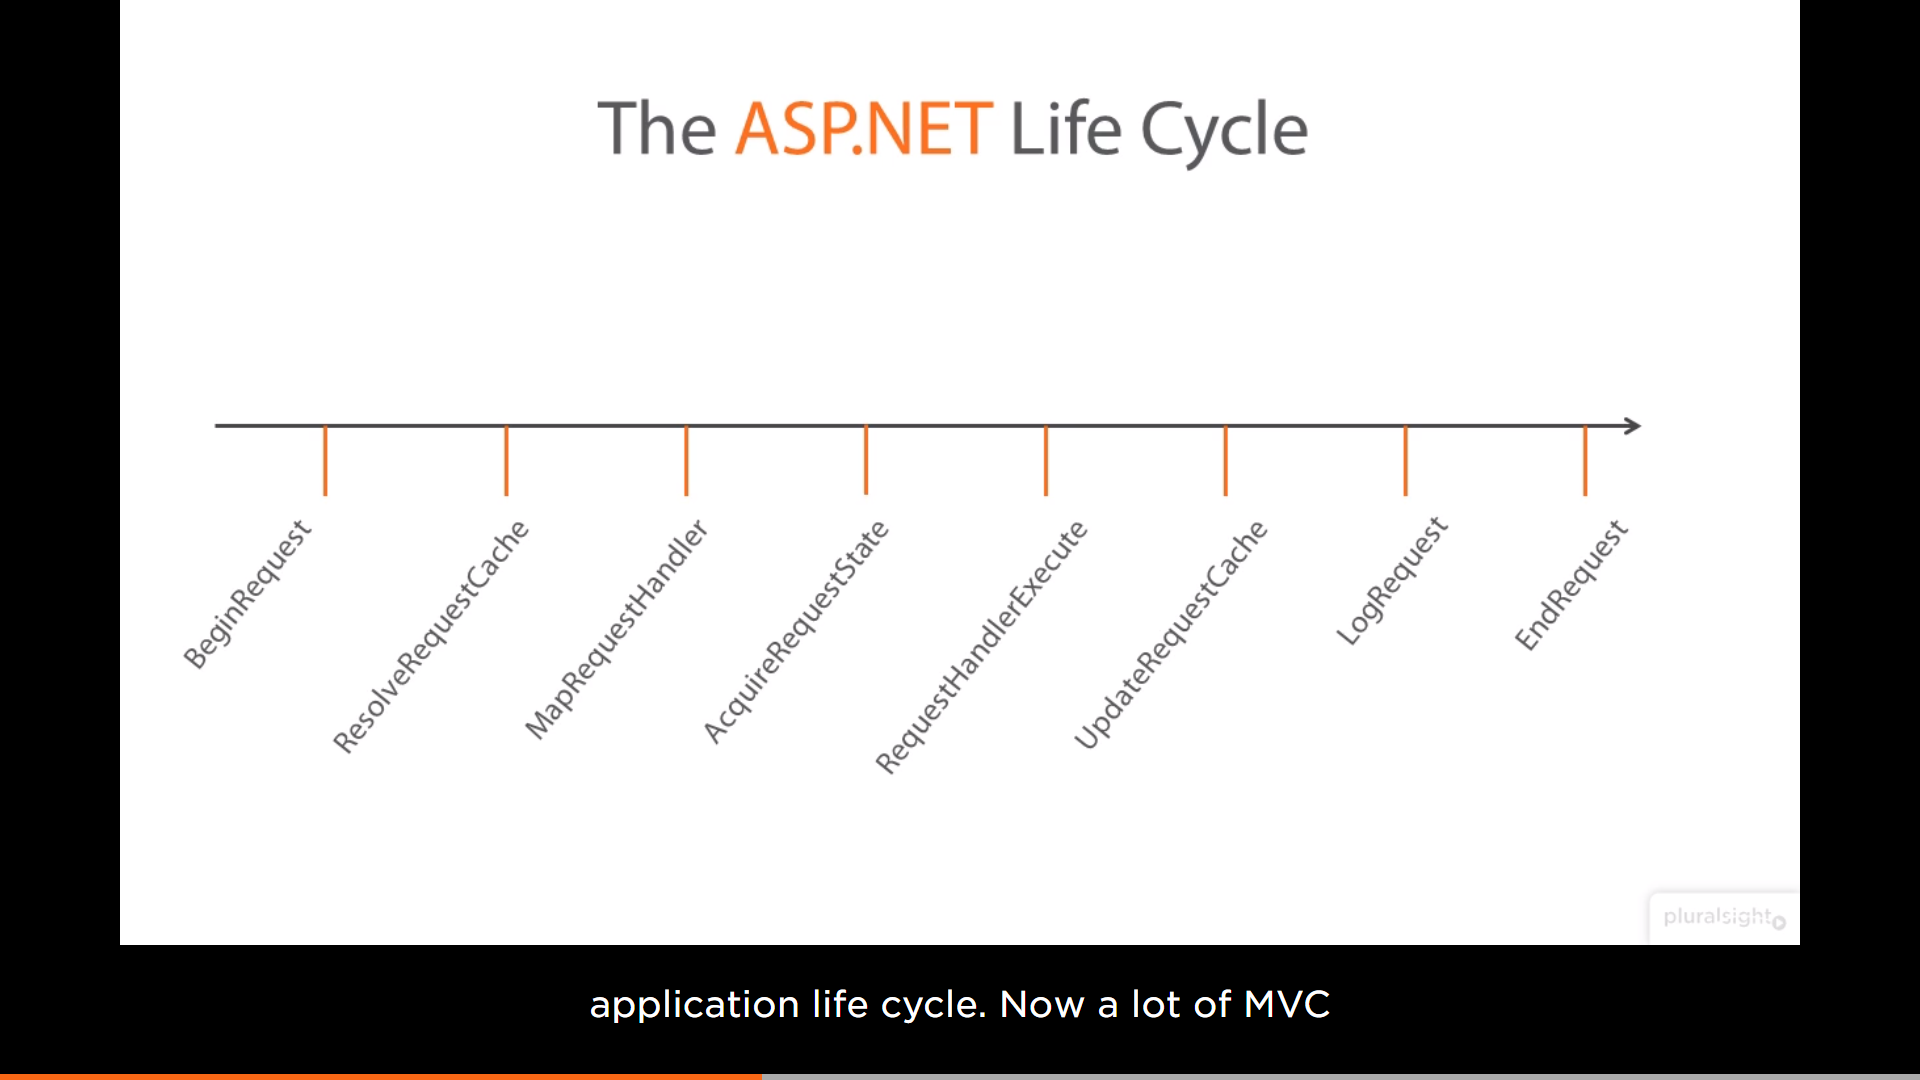 The ASP.NET Life Cycle
BeginRequest
ResolveRequestCache
MapRequestHandler
AcquireRequestState
RequestHandlerExecute
UpdateRequestCache
LogRequest
EndRequest
pluralsight
application life cycle. Now a lot of MVC